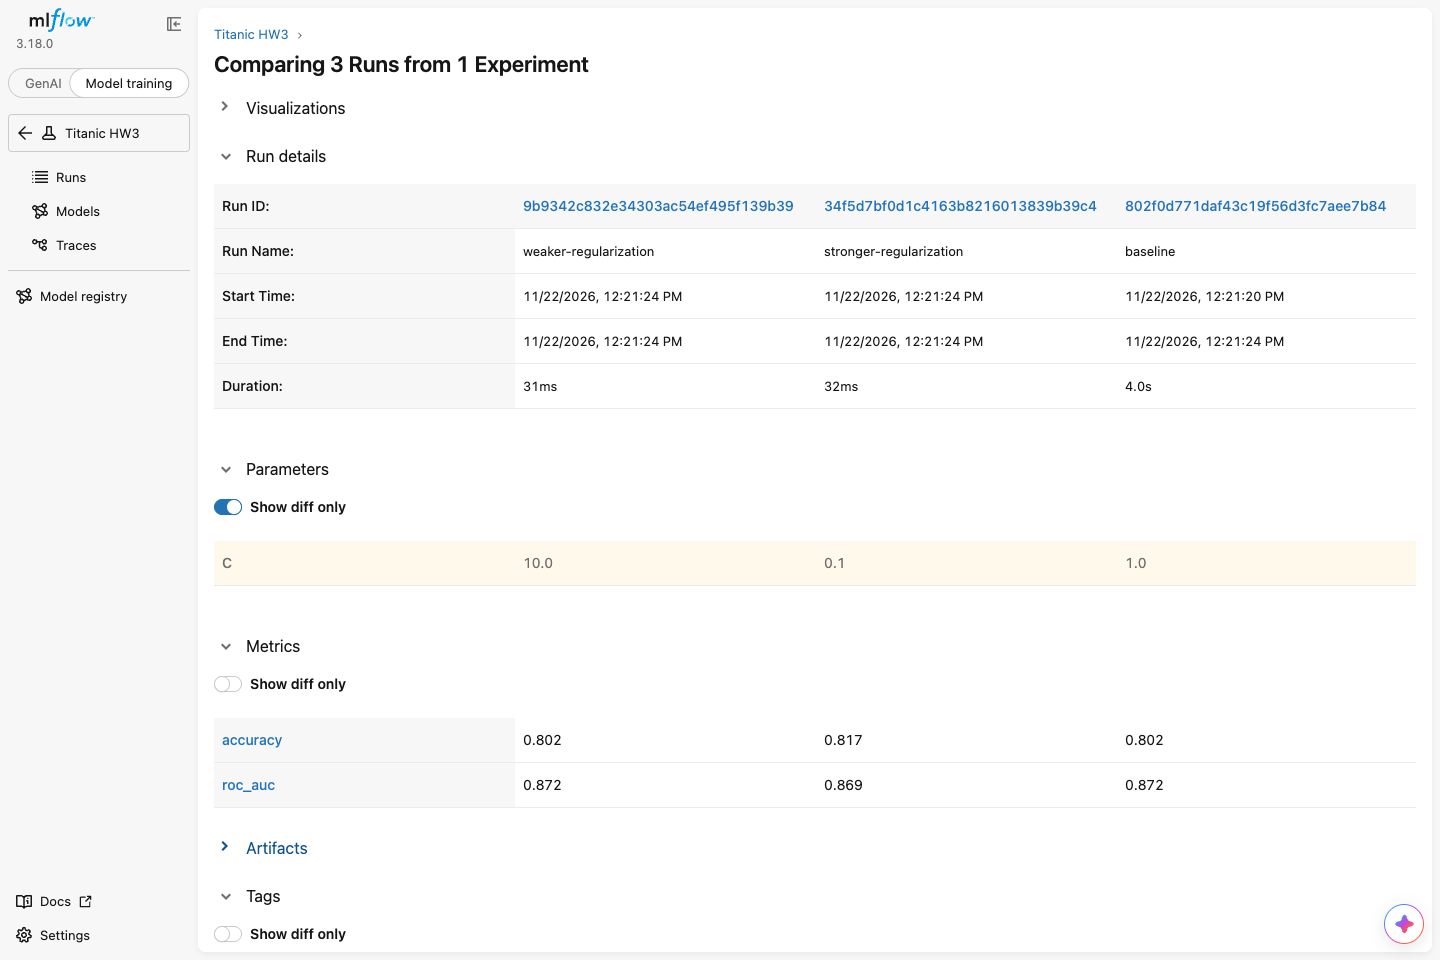 mlflow
3.18.0
GenAI Model training
Titanic HW3
Runs
Models
Traces
Model registry
Docs
Settings
Titanic HW3 ›
Comparing 3 Runs from 1 Experiment
Visualizations
Run details
Run ID: 9b9342c832e34303ac54ef495f139b39 34f5d7bf0d1c4163b8216013839b39c4 802f0d771daf43c19f56d3fc7aee7b84
Run Name: weaker-regularization stronger-regularization baseline
Start Time: 11/22/2026, 12:21:24 PM 11/22/2026, 12:21:24 PM 11/22/2026, 12:21:20 PM
End Time: 11/22/2026, 12:21:24 PM 11/22/2026, 12:21:24 PM 11/22/2026, 12:21:24 PM
Duration: 31ms 32ms 4.0s
Parameters
Show diff only
C 10.0 0.1 1.0
Metrics
Show diff only
accuracy 0.802 0.817 0.802
roc_auc 0.872 0.869 0.872
Artifacts
Tags
Show diff only